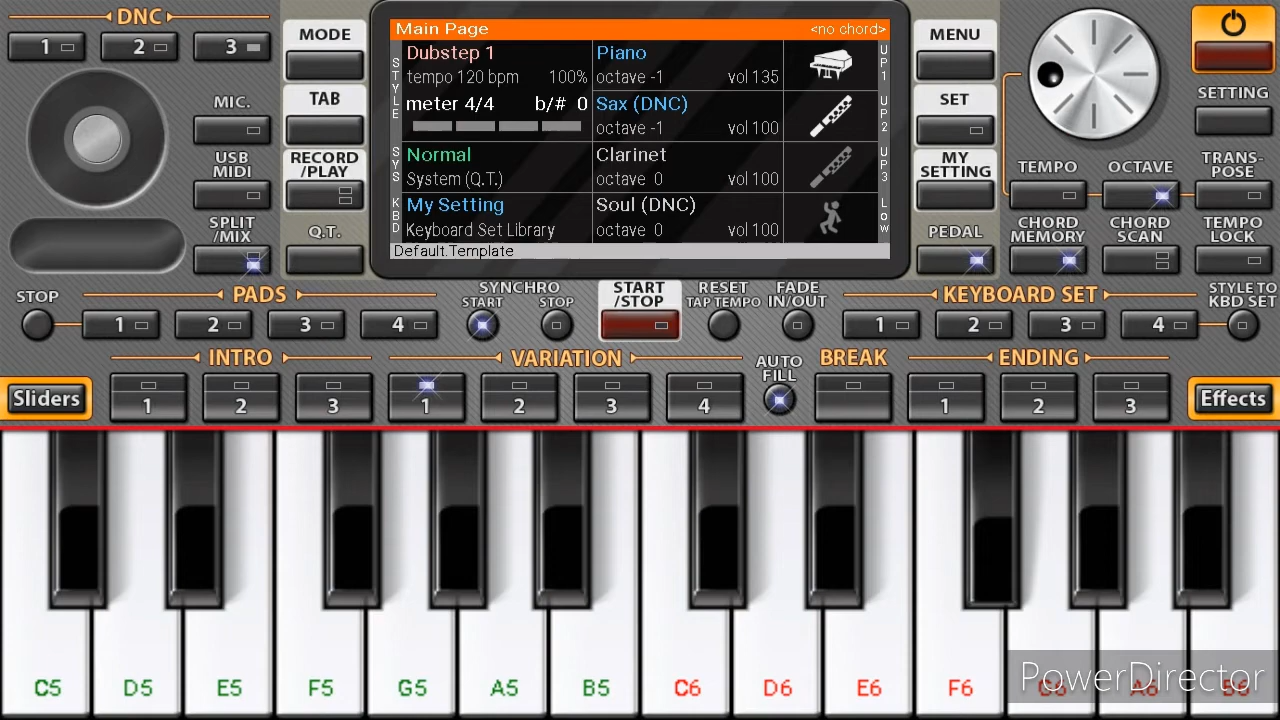 DNC
1
2
3
MIC.
USB
MIDI
SPLIT
/MIX
MODE
TAB
RECORD
/PLAY
Q.T.
Main Page <no chord>
STYLE
Dubstep 1
tempo 120 bpm 100%
meter 4/4 b/# 0
SYS
Normal
System (Q.T.)
KBD
My Setting
Keyboard Set Library
Piano
octave -1 vol 135
UP1
Sax (DNC)
octave -1 vol 100
UP2
Clarinet
octave 0 vol 100
UP3
Soul (DNC)
octave 0 vol 100
LOW
Default.Template
MENU
SET
MY
SETTING
PEDAL
SETTING
TEMPO
OCTAVE
TRANS-
POSE
CHORD
MEMORY
CHORD
SCAN
TEMPO
LOCK
STOP
PADS
1
2
3
4
SYNCHRO
START
STOP
START
/STOP
RESET
TAP TEMPO
FADE
IN/OUT
KEYBOARD SET
1
2
3
4
STYLE TO
KBD SET
INTRO
1
2
3
VARIATION
1
2
3
4
AUTO
FILL
BREAK
ENDING
1
2
3
Sliders
Effects
C5 D5 E5 F5 G5 A5 B5 C6 D6 E6 F6 G6 A6 B6
PowerDirector